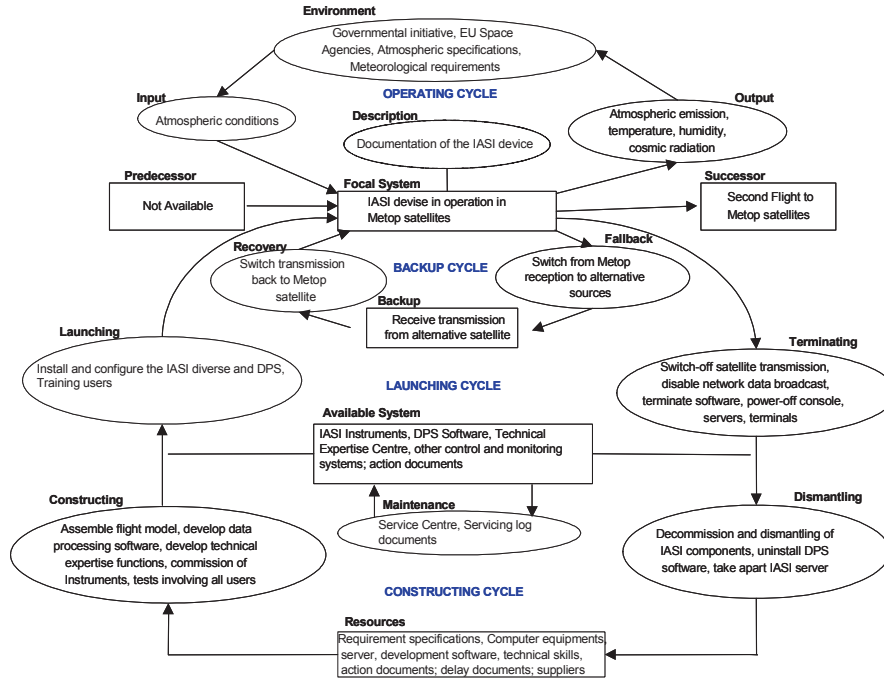 Environment
Governmental initiative, EU Space
Agencies, Atmospheric specifications,
Meteorological requirements
OPERATING CYCLE
Input
Atmospheric conditions
Description
Documentation of the IASI device
Output
Atmospheric emission,
temperature, humidity,
cosmic radiation
Predecessor
Not Available
Focal System
IASI devise in operation in
Metop satellites
Successor
Second Flight to
Metop satellites
Recovery
Switch transmission
back to Metop
satellite
BACKUP CYCLE
Fallback
Switch from Metop
reception to alternative
sources
Backup
Receive transmission
from alternative satellite
Launching
Install and configure the IASI diverse and DPS,
Training users
LAUNCHING CYCLE
Terminating
Switch-off satellite transmission,
disable network data broadcast,
terminate software, power-off console,
servers, terminals
Available System
IASI Instruments, DPS Software, Technical
Expertise Centre, other control and monitoring
systems; action documents
Constructing
Assemble flight model, develop data
processing software, develop technical
expertise functions, commission of
Instruments, tests involving all users
Maintenance
Service Centre, Servicing log
documents
Dismantling
Decommission and dismantling of
IASI components, uninstall DPS
software, take apart IASI server
CONSTRUCTING CYCLE
Resources
Requirement specifications, Computer equipments,
server, development software, technical skills,
action documents; delay documents; suppliers